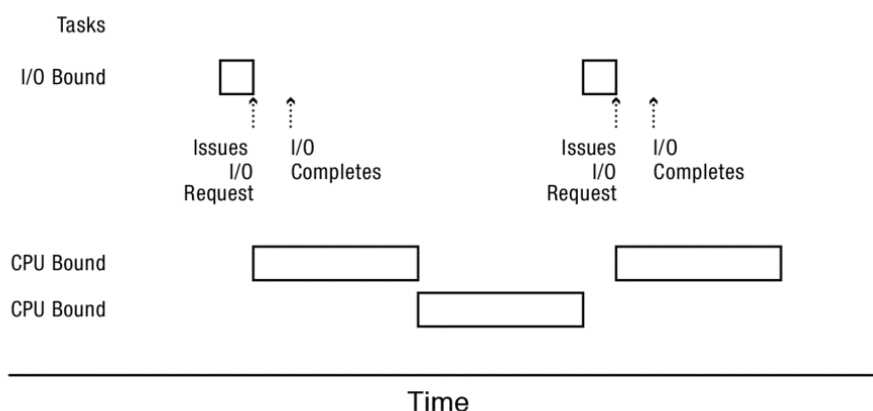 Tasks
I/O Bound
Issues
I/O
Request
I/O
Completes
Issues
I/O
Request
I/O
Completes
CPU Bound
CPU Bound
Time